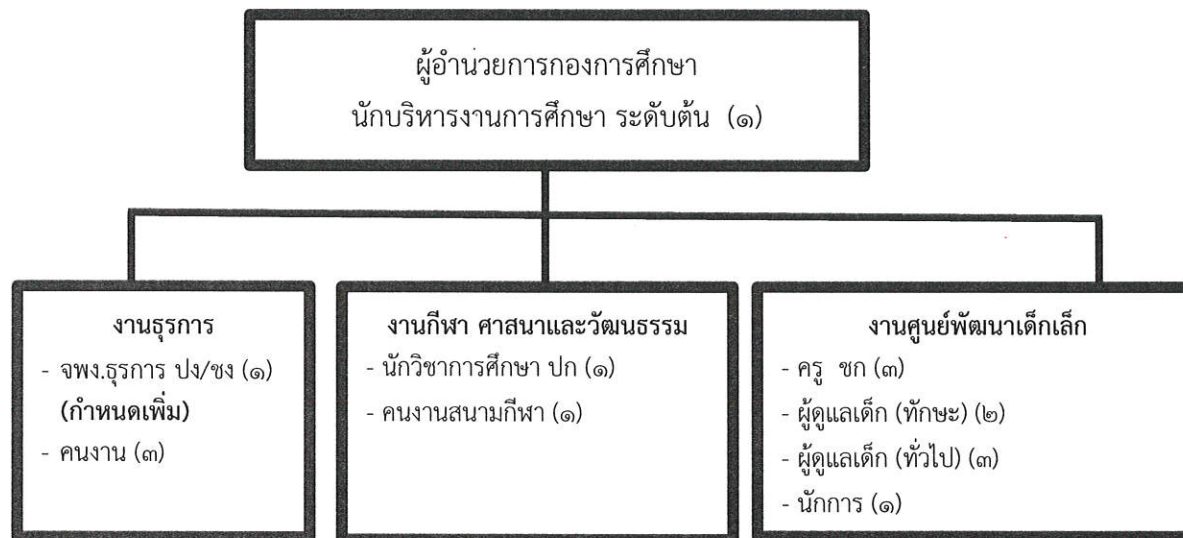 ผู้อำนวยการกองการศึกษา
นักบริหารงานการศึกษา ระดับต้น (๑)
งานธุรการ
- จพง.ธุรการ ปง/ชง (๑)
(กำหนดเพิ่ม)
- คนงาน (๓)
งานกีฬา ศาสนาและวัฒนธรรม
- นักวิชาการศึกษา ปก (๑)
- คนงานสนามกีฬา (๑)
งานศูนย์พัฒนาเด็กเล็ก
- ครู ชก (๓)
- ผู้ดูแลเด็ก (ทักษะ) (๒)
- ผู้ดูแลเด็ก (ทั่วไป) (๓)
- นักการ (๑)